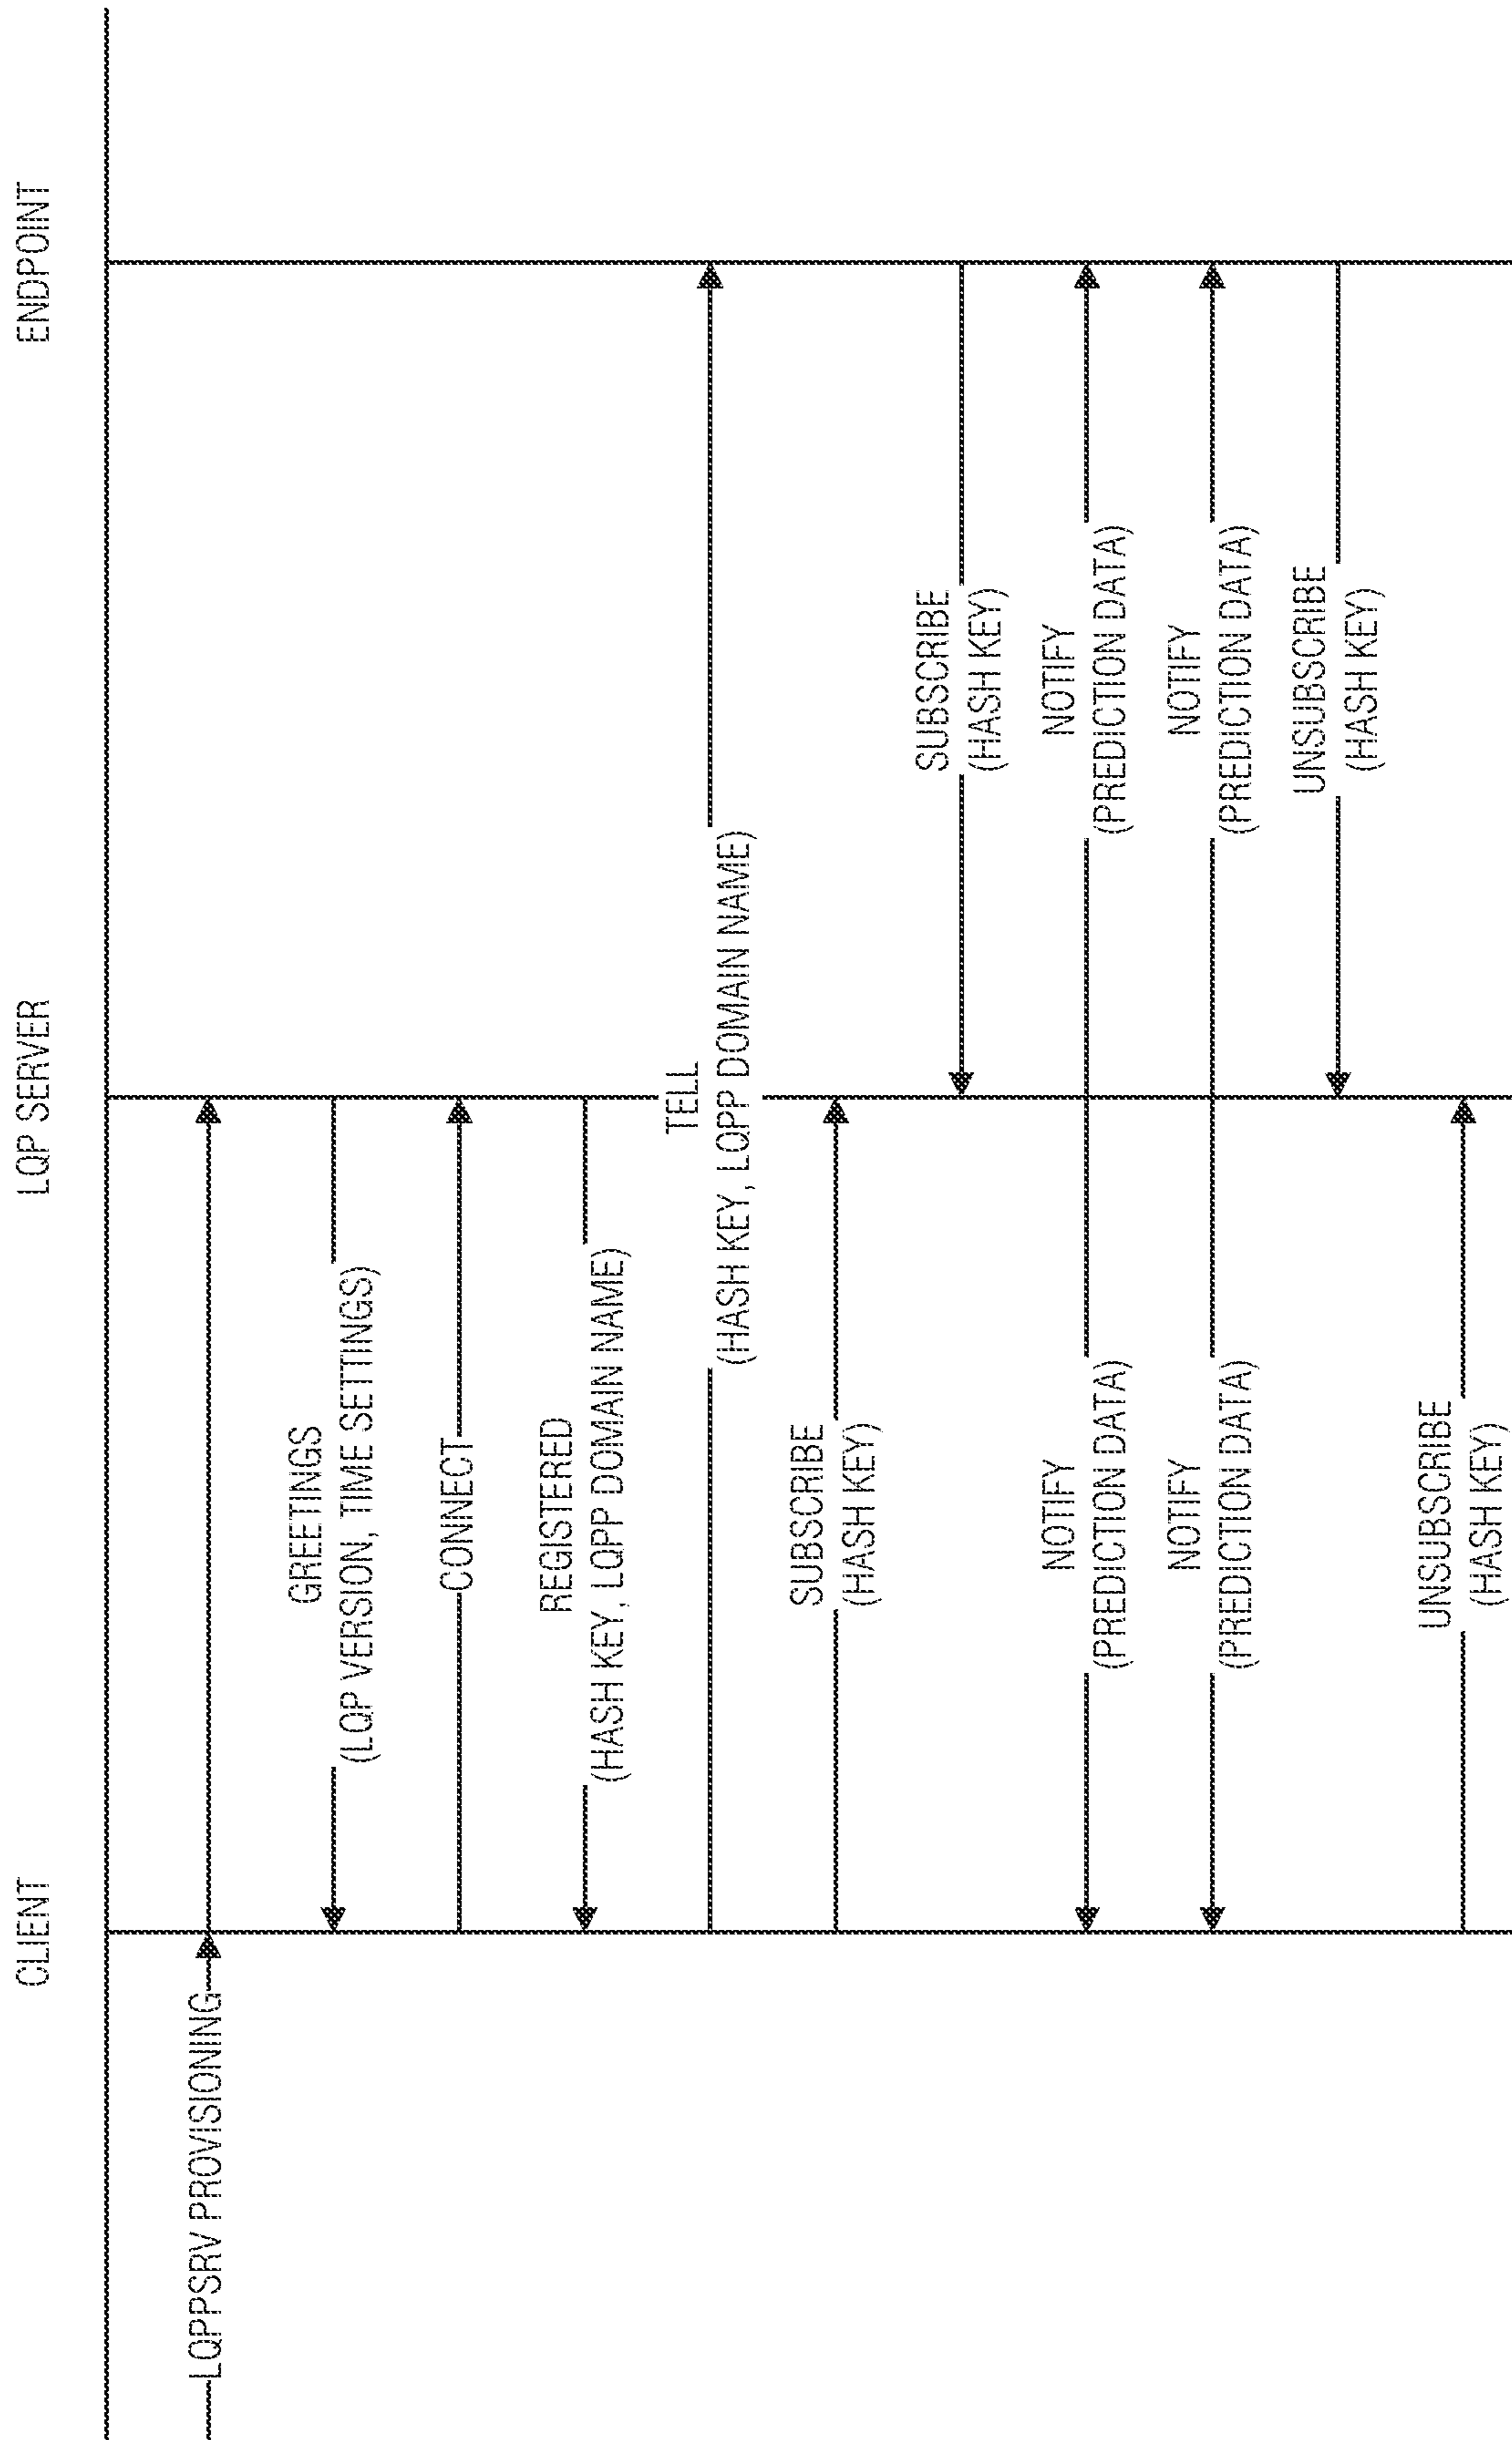 CLIENT
LQP SERVER
ENDPOINT
LQPPSRV PROVISIONING
GREETINGS
(LQP VERSION, TIME SETTINGS)
CONNECT
REGISTERED
(HASH KEY, LQPP DOMAIN NAME)
TELL
(HASH KEY, LQPP DOMAIN NAME)
SUBSCRIBE
(HASH KEY)
SUBSCRIBE
(HASH KEY)
NOTIFY
(PREDICTION DATA)
NOTIFY
(PREDICTION DATA)
NOTIFY
(PREDICTION DATA)
NOTIFY
(PREDICTION DATA)
UNSUBSCRIBE
(HASH KEY)
UNSUBSCRIBE
(HASH KEY)